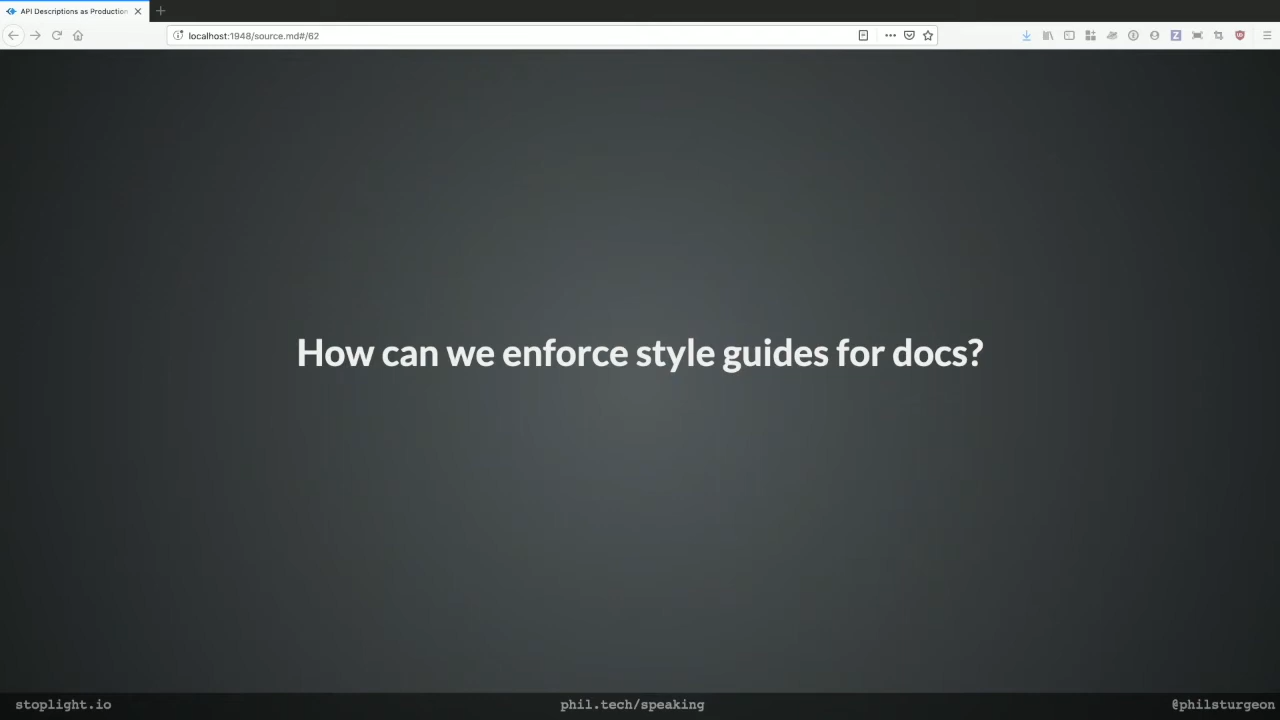 API Descriptions as Production
localhost:1948/source.md#/62
How can we enforce style guides for docs?
stoplight.io
phil.tech/speaking
@philsturgeon